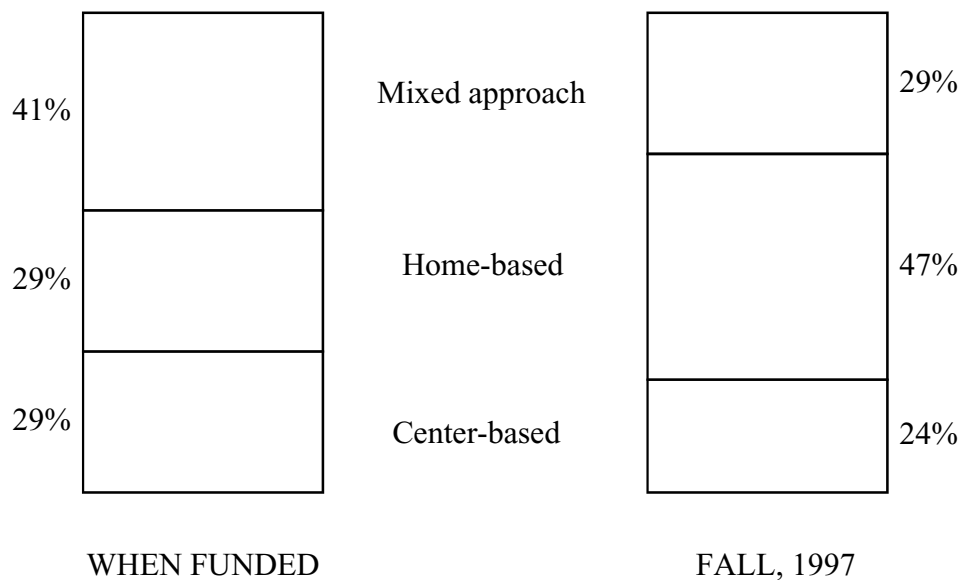 Mixed approach
41%
29%
Home-based
29%
47%
Center-based
29%
24%
WHEN FUNDED
FALL, 1997